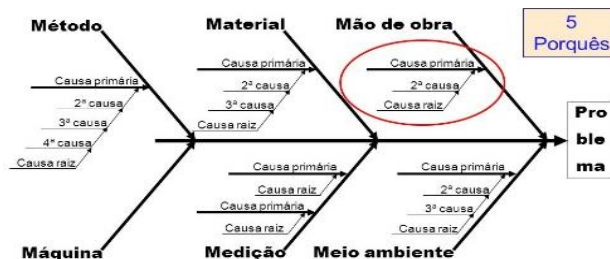 Método
Material
Mão de obra
5
Porquês
Causa primária
2ª causa
3ª causa
4ª causa
Causa raiz
Causa primária
2ª causa
3ª causa
Causa raiz
Causa primária
2ª causa
Causa raiz
Pro
ble
ma
Causa primária
Causa raiz
Causa primária
Causa raiz
Causa primária
2ª causa
3ª causa
Causa raiz
Máquina
Medição
Meio ambiente